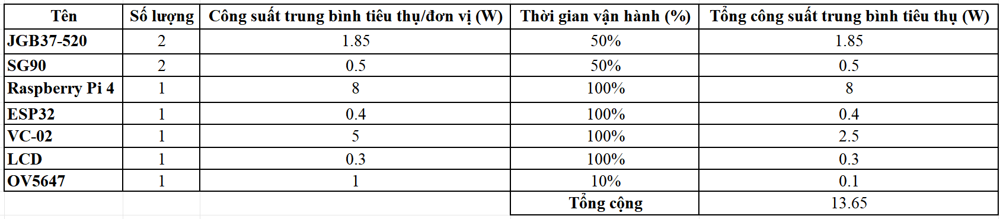 Tên Số lượng Công suất trung bình tiêu thụ/đơn vị (W) Thời gian vận hành (%) Tổng công suất trung bình tiêu thụ (W)
JGB37-520 2 1.85 50% 1.85
SG90 2 0.5 50% 0.5
Raspberry Pi 4 1 8 100% 8
ESP32 1 0.4 100% 0.4
VC-02 1 5 100% 2.5
LCD 1 0.3 100% 0.3
OV5647 1 1 10% 0.1
Tổng cộng 13.65